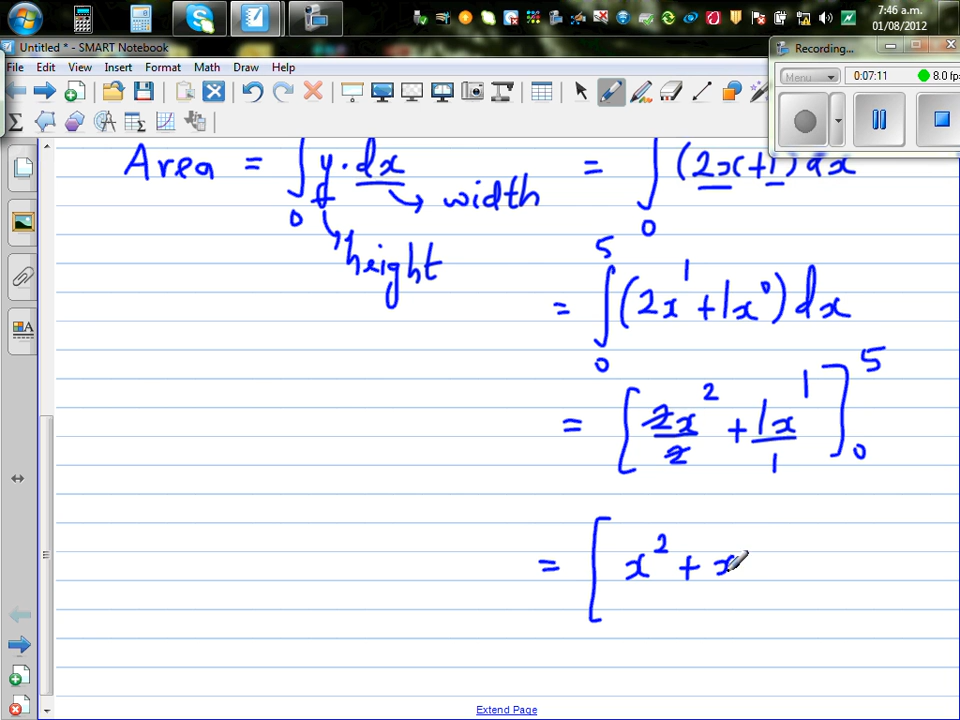 7:46 a.m.
01/08/2012
Untitled * - SMART Notebook
Recording...
File Edit View Insert Format Math Draw Help
Menu 0:07:11 8.0 fps
Area = ∫₀ y · dx = ∫₀ (2x + 1) dx
width
height
= ∫₀⁵ (2x¹ + 1x⁰) dx
= [2x²/2 + 1x¹/1]₀⁵
= [x² + x
Extend Page